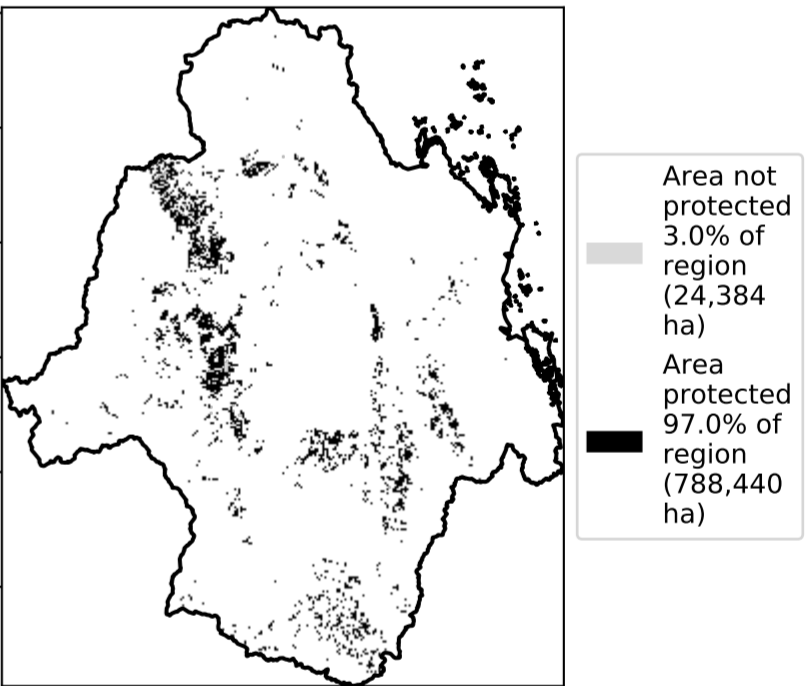 Area not
protected
3.0% of
region
(24,384
ha)
Area
protected
97.0% of
region
(788,440
ha)